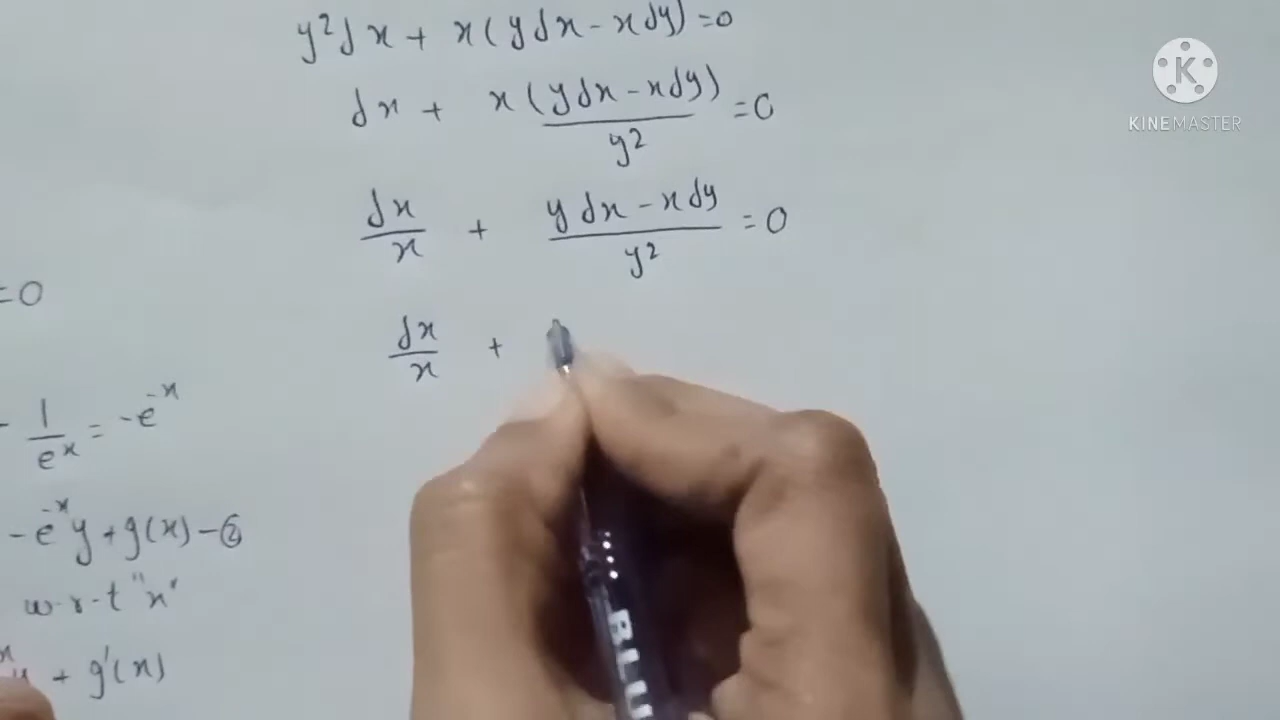 y²dx + x(ydx - xdy) = 0
dx + x(ydx - xdy)/y² = 0
dx/x + ydx - xdy/y² = 0
dx/x +
=0
- 1/eˣ = -e⁻ˣ
-e⁻ˣy + g(x) - ②
w.r.t "x"
+ g'(x)
K
KINEMASTER
BLU